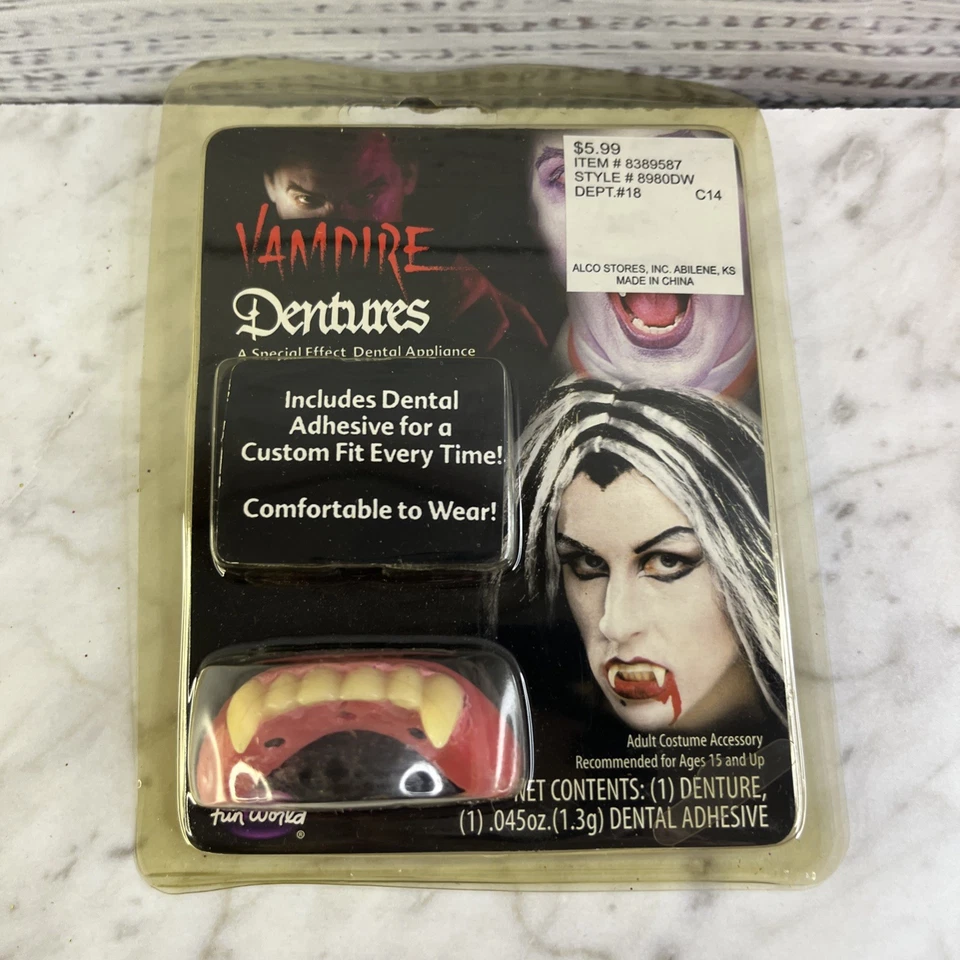 $5.99
ITEM # 8389587
STYLE # 8980DW
DEPT.#18 C14
ALCO STORES, INC. ABILENE, KS
MADE IN CHINA
VAMPIRE
Dentures
A Special Effect Dental Appliance
Includes Dental
Adhesive for a
Custom Fit Every Time!
Comfortable to Wear!
Adult Costume Accessory
Recommended for Ages 15 and Up
NET CONTENTS: (1) DENTURE,
(1) .045oz.(1.3g) DENTAL ADHESIVE
fun world
®